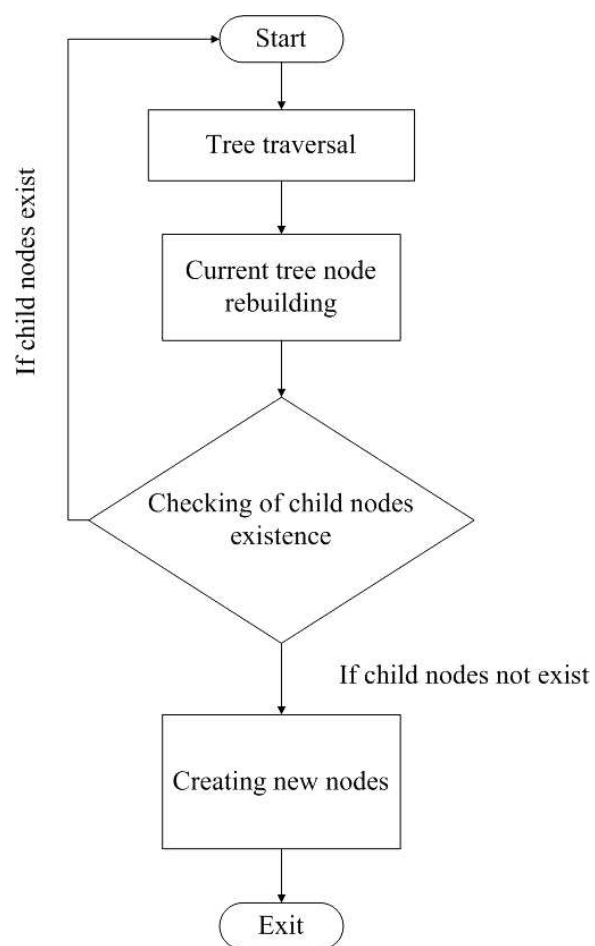 Start
Tree traversal
Current tree node
rebuilding
If child nodes exist
Checking of child nodes
existence
If child nodes not exist
Creating new nodes
Exit